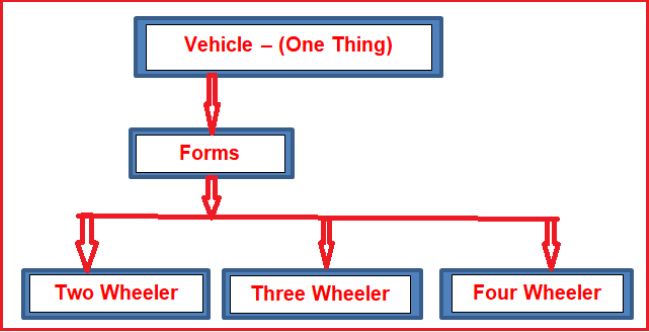 Vehicle – (One Thing)
Forms
Two Wheeler
Three Wheeler
Four Wheeler